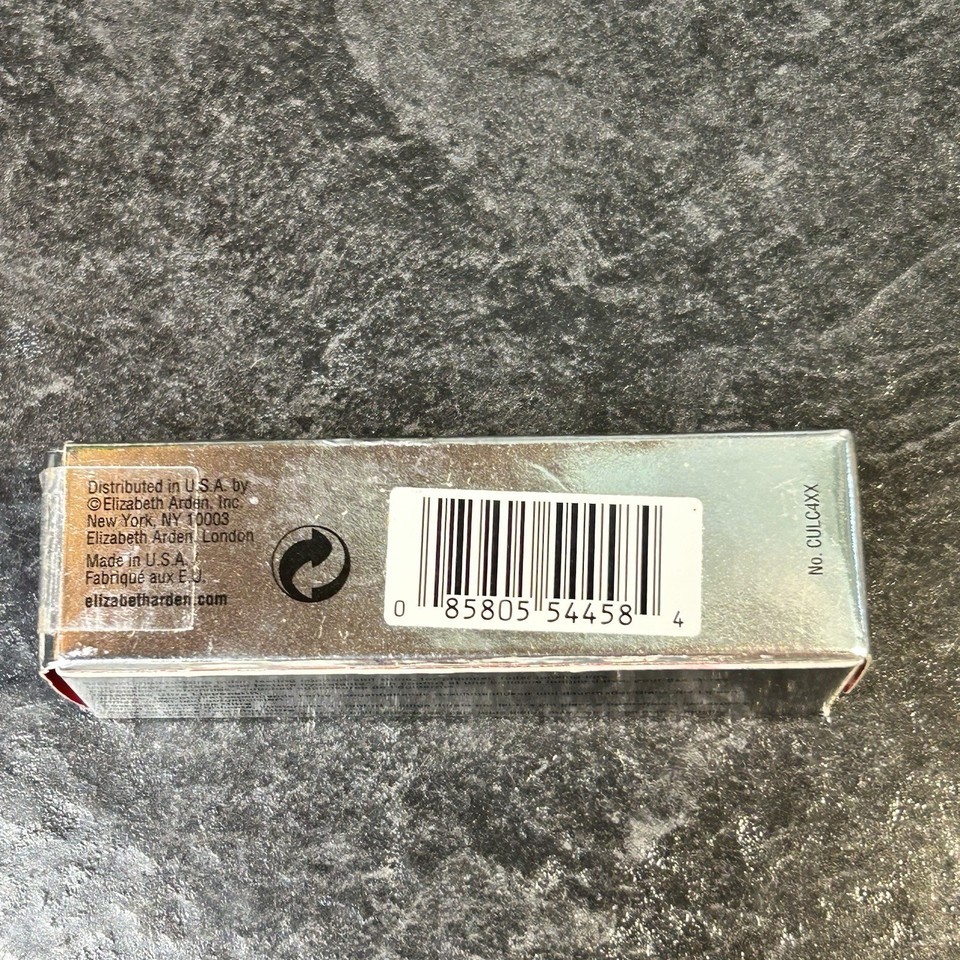 Distributed in U.S.A. by
©Elizabeth Arden, Inc.
New York, NY 10003
Elizabeth Arden, London
Made in U.S.A.
Fabriqué aux E.U.
elizabetharden.com
0 85805 54458 4
No. CULC4XX